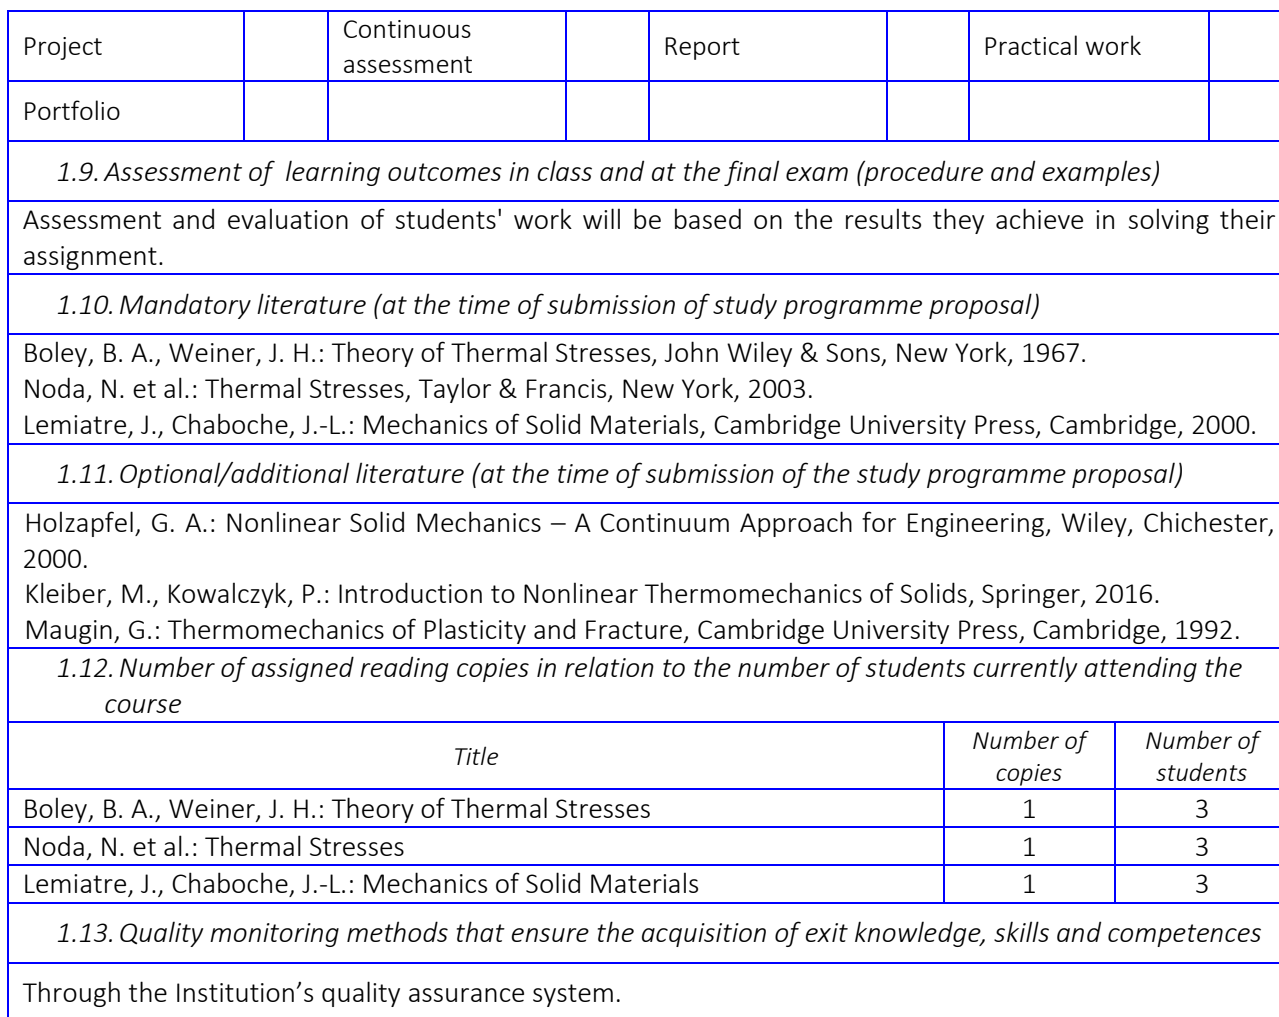 Project Continuous assessment Report Practical work
Portfolio
1.9. Assessment of learning outcomes in class and at the final exam (procedure and examples)
Assessment and evaluation of students' work will be based on the results they achieve in solving their
assignment.
1.10. Mandatory literature (at the time of submission of study programme proposal)
Boley, B. A., Weiner, J. H.: Theory of Thermal Stresses, John Wiley & Sons, New York, 1967.
Noda, N. et al.: Thermal Stresses, Taylor & Francis, New York, 2003.
Lemiatre, J., Chaboche, J.-L.: Mechanics of Solid Materials, Cambridge University Press, Cambridge, 2000.
1.11. Optional/additional literature (at the time of submission of the study programme proposal)
Holzapfel, G. A.: Nonlinear Solid Mechanics – A Continuum Approach for Engineering, Wiley, Chichester,
2000.
Kleiber, M., Kowalczyk, P.: Introduction to Nonlinear Thermomechanics of Solids, Springer, 2016.
Maugin, G.: Thermomechanics of Plasticity and Fracture, Cambridge University Press, Cambridge, 1992.
1.12. Number of assigned reading copies in relation to the number of students currently attending the
course
Title Number of copies Number of students
Boley, B. A., Weiner, J. H.: Theory of Thermal Stresses 1 3
Noda, N. et al.: Thermal Stresses 1 3
Lemiatre, J., Chaboche, J.-L.: Mechanics of Solid Materials 1 3
1.13. Quality monitoring methods that ensure the acquisition of exit knowledge, skills and competences
Through the Institution’s quality assurance system.